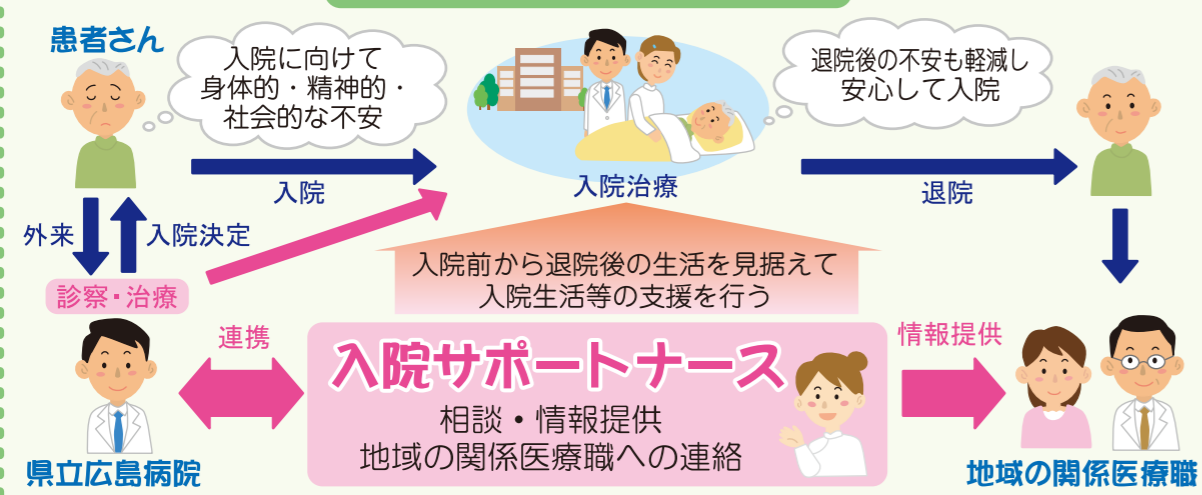 患者さん
入院に向けて
身体的・精神的・
社会的な不安
退院後の不安も軽減し
安心して入院
入院
入院治療
退院
外来
入院決定
診察・治療
入院前から退院後の生活を見据えて
入院生活等の支援を行う
連携
入院サポートナース
相談・情報提供
地域の関係医療職への連絡
情報提供
県立広島病院
地域の関係医療職